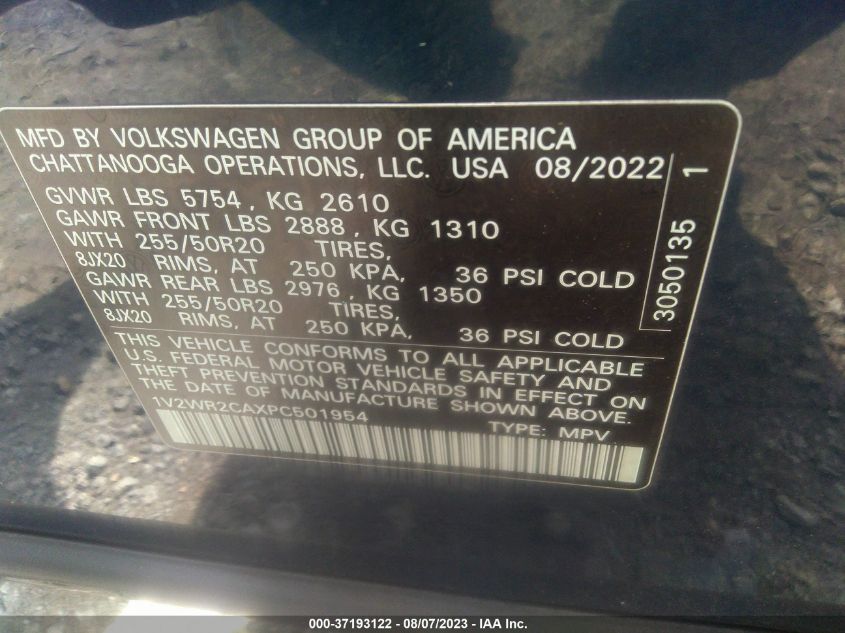 MFD BY VOLKSWAGEN GROUP OF AMERICA
CHATTANOOGA OPERATIONS, LLC. USA 08/2022
GVWR LBS 5754, KG 2610
GAWR FRONT LBS 2888, KG 1310
WITH 255/50R20 TIRES,
8JX20 RIMS, AT 250 KPA, 36 PSI COLD
GAWR REAR LBS 2976, KG 1350
WITH 255/50R20 TIRES,
8JX20 RIMS, AT 250 KPA, 36 PSI COLD
3050135 1
THIS VEHICLE CONFORMS TO ALL APPLICABLE
U.S. FEDERAL MOTOR VEHICLE SAFETY AND
THEFT PREVENTION STANDARDS IN EFFECT ON
THE DATE OF MANUFACTURE SHOWN ABOVE.
1V2WR2CAXPC501954 TYPE: MPV
000-37193122 - 08/07/2023 - IAA Inc.